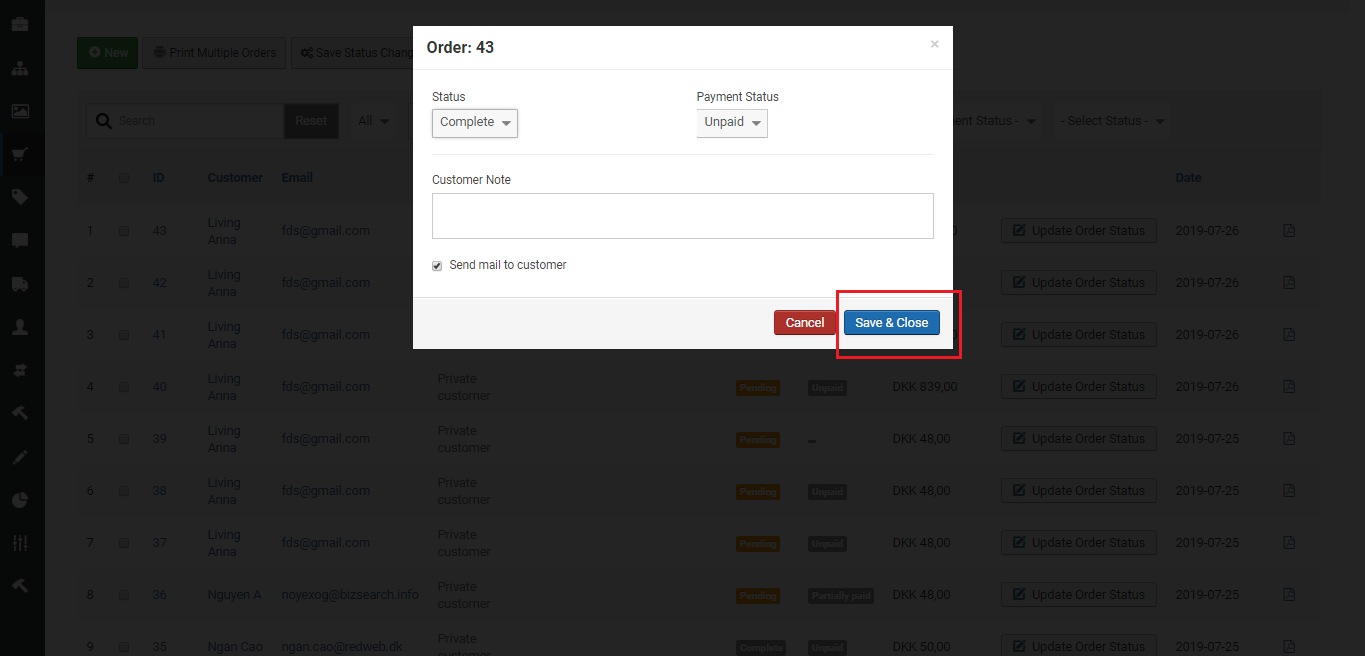 Order: 43 ×
New Print Multiple Orders Save Status Chang
Status Payment Status
Complete Unpaid
Search Reset All ent Status - - Select Status -
# ID Customer Email Date
Customer Note
1 43 Living Anna fds@gmail.com 0 Update Order Status 2019-07-26
Send mail to customer
2 42 Living Anna fds@gmail.com Update Order Status 2019-07-26
Cancel Save & Close
3 41 Living Anna fds@gmail.com 0 Update Order Status 2019-07-26
4 40 Living Anna fds@gmail.com Private customer Pending Unpaid DKK 839,00 Update Order Status 2019-07-26
5 39 Living Anna fds@gmail.com Private customer Pending DKK 48,00 Update Order Status 2019-07-25
6 38 Living Anna fds@gmail.com Private customer Pending Unpaid DKK 48,00 Update Order Status 2019-07-25
7 37 Living Anna fds@gmail.com Private customer Pending Unpaid DKK 48,00 Update Order Status 2019-07-25
8 36 Nguyen A noyexog@bizsearch.info Private customer Pending Partially paid DKK 48,00 Update Order Status 2019-07-25
9 35 Ngan Cao ngan.cao@redweb.dk Private Complete Unpaid DKK 50,00 Update Order Status 2019-07-25